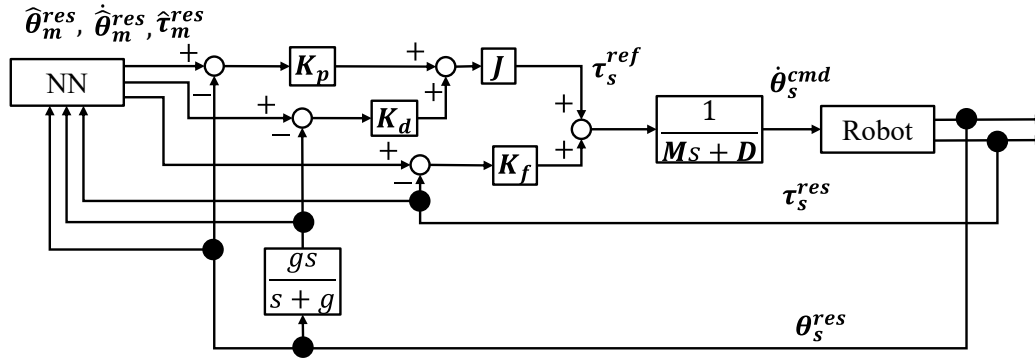 θ̂_m^res, θ̂̇_m^res, τ̂_m^res
NN
+
−
K_p
+
+
J
τ_s^ref
+
+
+
−
K_d
+
−
K_f
1
Ms + D
θ̇_s^cmd
Robot
τ_s^res
gs
s + g
θ_s^res